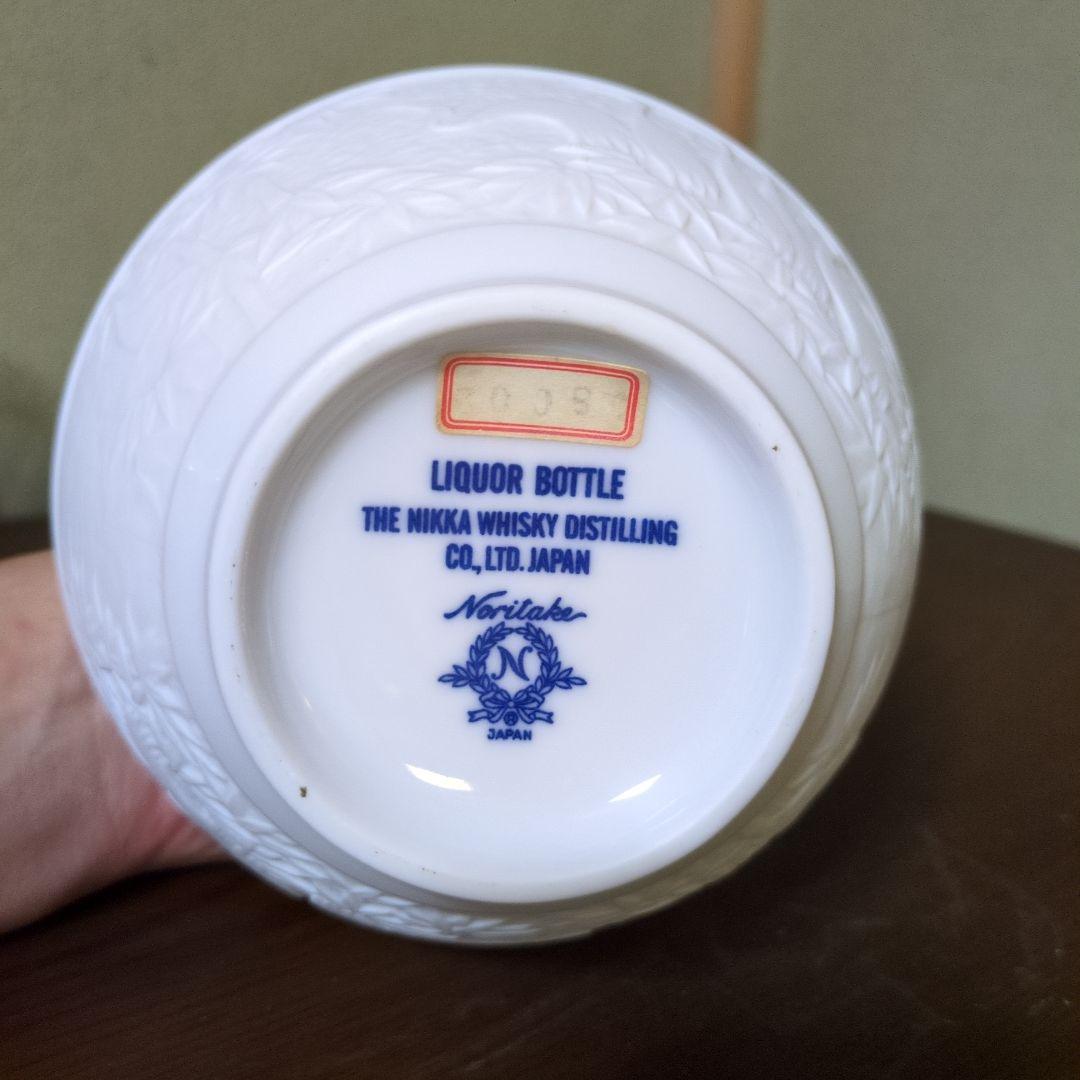 LIQUOR BOTTLE
THE NIKKA WHISKY DISTILLING
CO., LTD. JAPAN
Noritake
N
®
JAPAN